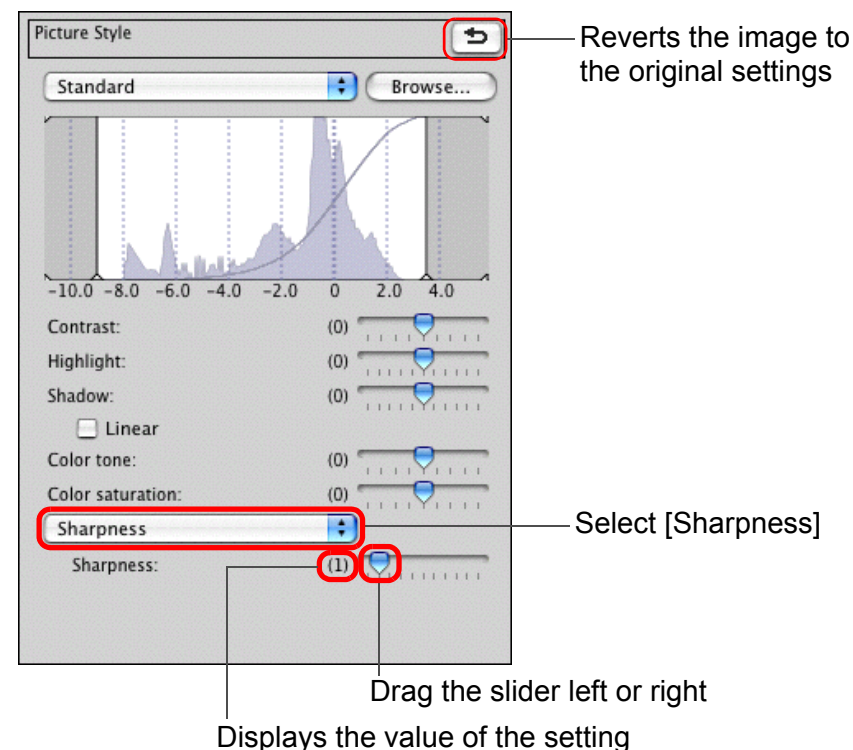 Picture Style
Reverts the image to
the original settings
Standard
Browse...
-10.0 -8.0 -6.0 -4.0 -2.0 0 2.0 4.0
Contrast: (0)
Highlight: (0)
Shadow: (0)
Linear
Color tone: (0)
Color saturation: (0)
Sharpness
Select [Sharpness]
Sharpness: (1)
Drag the slider left or right
Displays the value of the setting